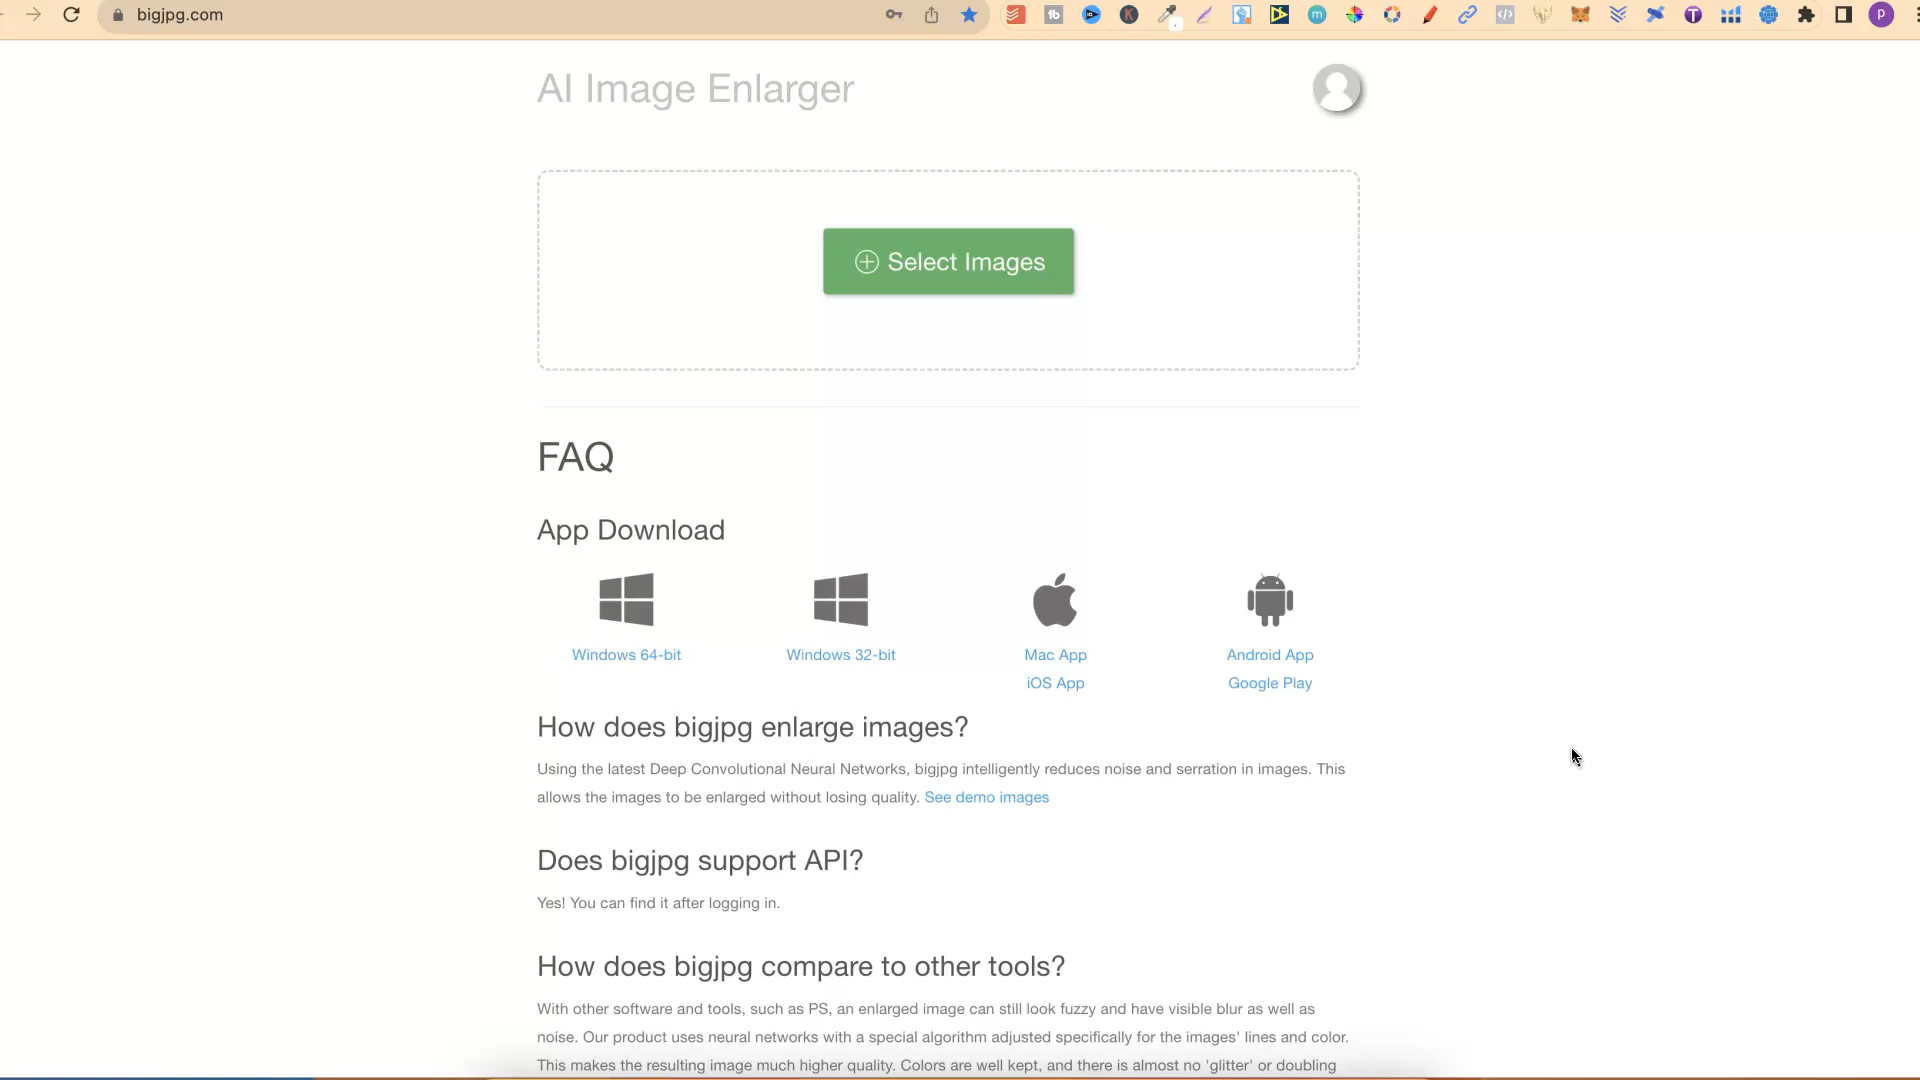 bigjpg.com
AI Image Enlarger
Select Images
FAQ
App Download
Windows 64-bit
Windows 32-bit
Mac App
Android App
iOS App
Google Play
How does bigjpg enlarge images?
Using the latest Deep Convolutional Neural Networks, bigjpg intelligently reduces noise and serration in images. This
allows the images to be enlarged without losing quality. See demo images
Does bigjpg support API?
Yes! You can find it after logging in.
How does bigjpg compare to other tools?
With other software and tools, such as PS, an enlarged image can still look fuzzy and have visible blur as well as
noise. Our product uses neural networks with a special algorithm adjusted specifically for the images' lines and color.
This makes the resulting image much higher quality. Colors are well kept, and there is almost no 'glitter' or doubling